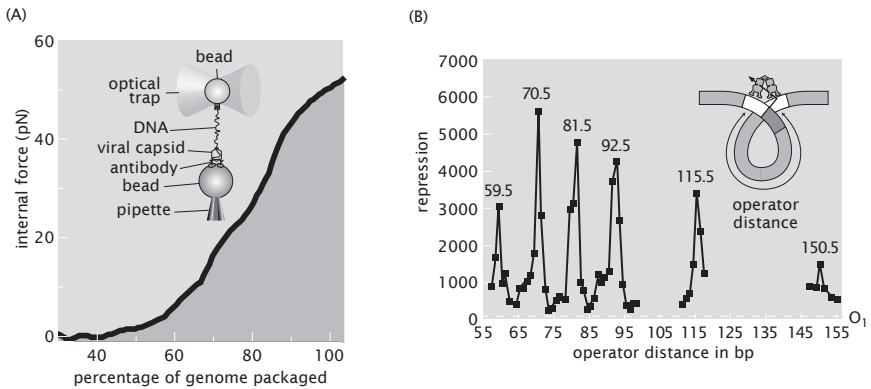 (A)
60
40
20
0
internal force (pN)
bead
optical
trap
DNA
viral capsid
antibody
bead
pipette
40
60
80
100
percentage of genome packaged
(B)
7000
6000
5000
4000
3000
2000
1000
0
repression
59.5
70.5
81.5
92.5
115.5
150.5
operator
distance
O1
55 65 75 85 95 105 115 125 135 145 155
operator distance in bp